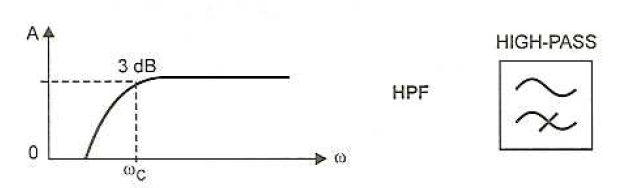 A
3 dB
0
ωC
ω
HPF
HIGH-PASS